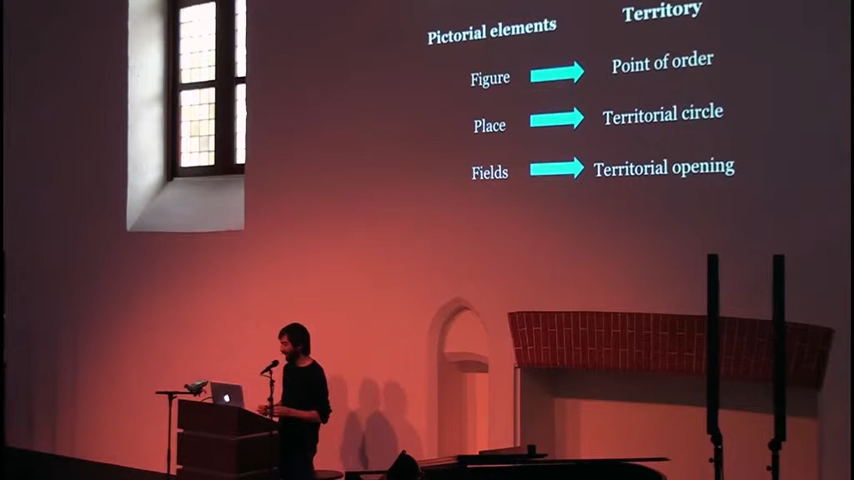 Pictorial elements Territory
Figure Point of order
Place Territorial circle
Fields Territorial opening